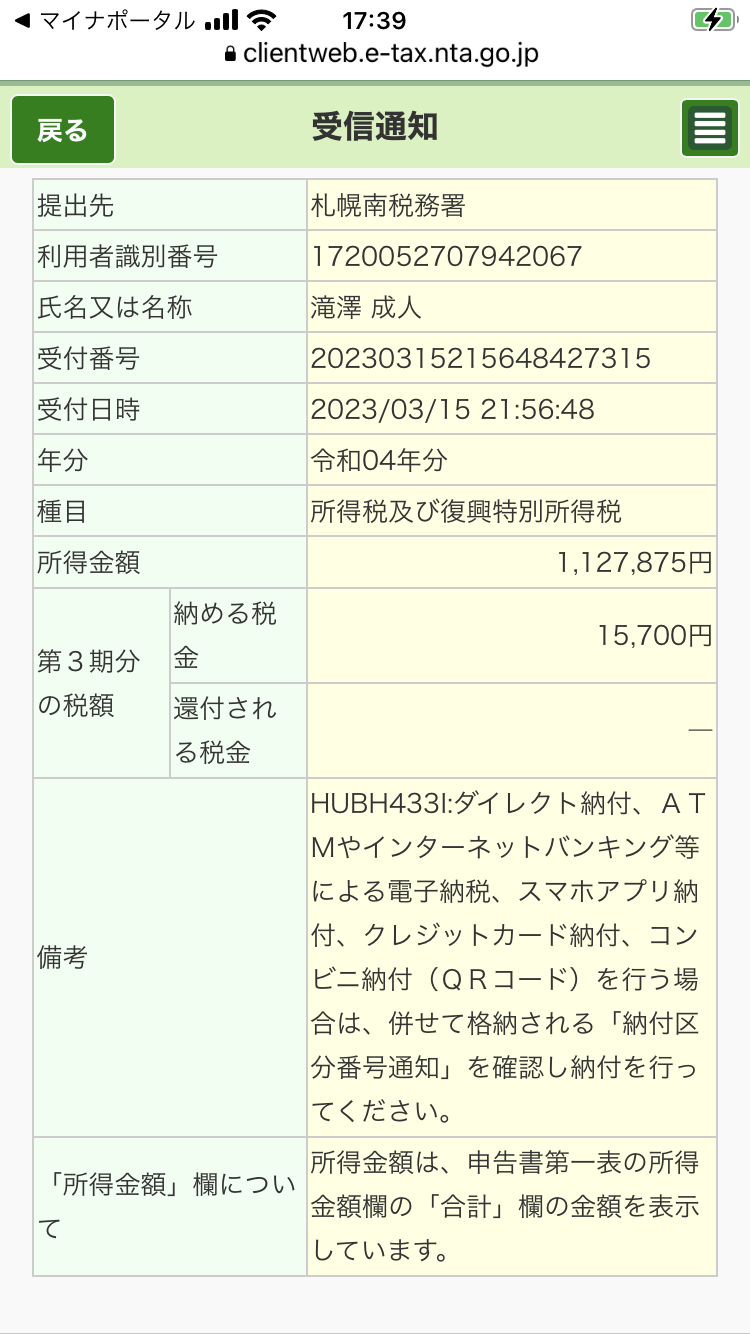 ◀ マイナポータル 17:39
clientweb.e-tax.nta.go.jp
戻る 受信通知
提出先 札幌南税務署
利用者識別番号 1720052707942067
氏名又は名称 滝澤 成人
受付番号 20230315215648427315
受付日時 2023/03/15 21:56:48
年分 令和04年分
種目 所得税及び復興特別所得税
所得金額 1,127,875円
第３期分
の税額
納める税
金
15,700円
還付され
る税金
―
備考
HUBH433I:ダイレクト納付、ＡＴ
Ｍやインターネットバンキング等
による電子納税、スマホアプリ納
付、クレジットカード納付、コン
ビニ納付（ＱＲコード）を行う場
合は、併せて格納される「納付区
分番号通知」を確認し納付を行っ
てください。
「所得金額」欄につい
て
所得金額は、申告書第一表の所得
金額欄の「合計」欄の金額を表示
しています。